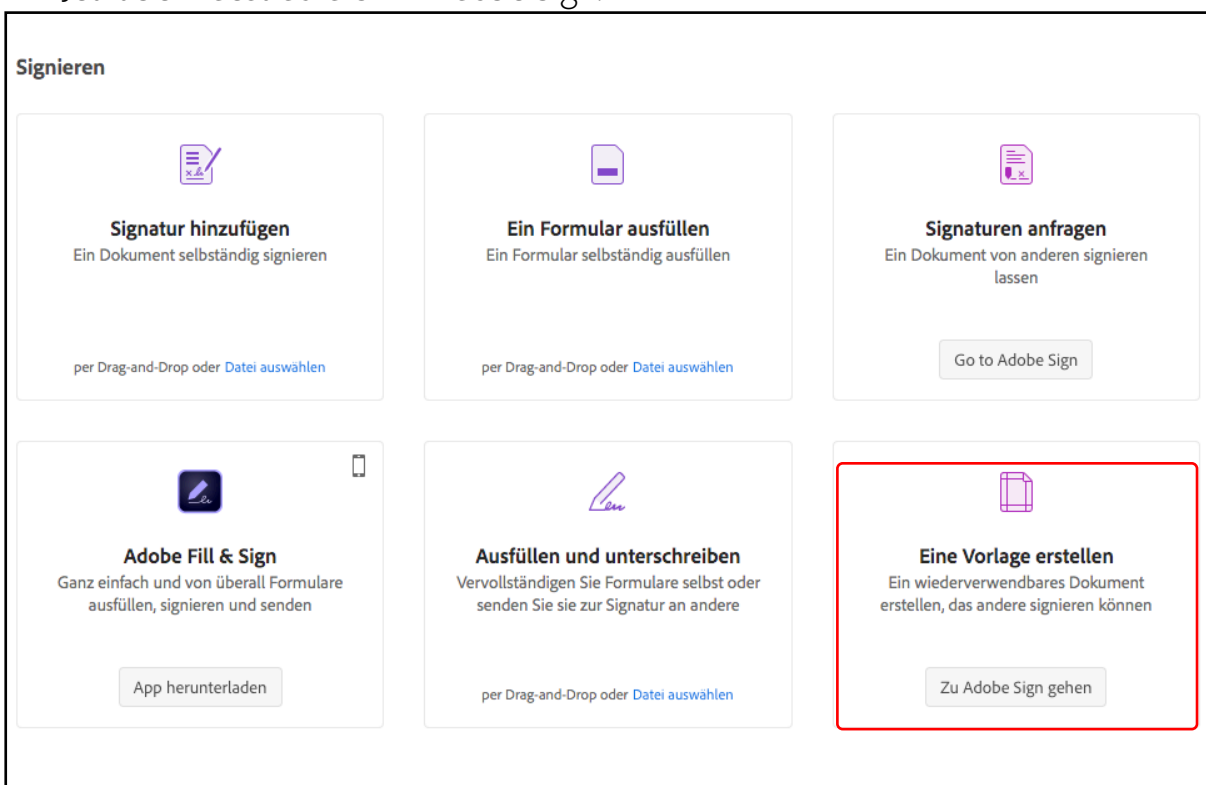 Signieren
Signatur hinzufügen
Ein Dokument selbständig signieren
per Drag-and-Drop oder Datei auswählen
Ein Formular ausfüllen
Ein Formular selbständig ausfüllen
per Drag-and-Drop oder Datei auswählen
Signaturen anfragen
Ein Dokument von anderen signieren
lassen
Go to Adobe Sign
Adobe Fill & Sign
Ganz einfach und von überall Formulare
ausfüllen, signieren und senden
App herunterladen
Ausfüllen und unterschreiben
Vervollständigen Sie Formulare selbst oder
senden Sie sie zur Signatur an andere
per Drag-and-Drop oder Datei auswählen
Eine Vorlage erstellen
Ein wiederverwendbares Dokument
erstellen, das andere signieren können
Zu Adobe Sign gehen